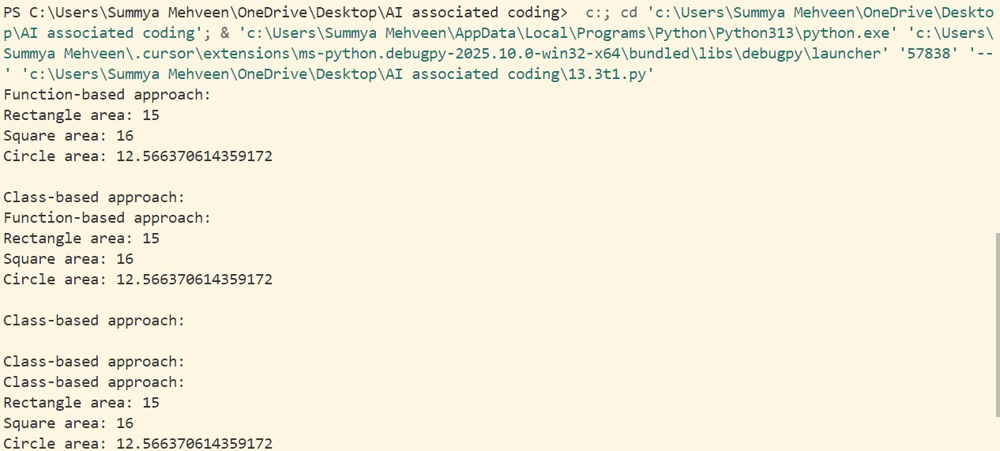 PS C:\Users\Summya Mehveen\OneDrive\Desktop\AI associated coding>  c:; cd 'c:\Users\Summya Mehveen\OneDrive\Deskto
p\AI associated coding'; & 'c:\Users\Summya Mehveen\AppData\Local\Programs\Python\Python313\python.exe' 'c:\Users\
Summya Mehveen\.cursor\extensions\ms-python.debugpy-2025.10.0-win32-x64\bundled\libs\debugpy\launcher' '57838' '--
' 'c:\Users\Summya Mehveen\OneDrive\Desktop\AI associated coding\13.3t1.py'
Function-based approach:
Rectangle area: 15
Square area: 16
Circle area: 12.566370614359172

Class-based approach:
Function-based approach:
Rectangle area: 15
Square area: 16
Circle area: 12.566370614359172

Class-based approach:

Class-based approach:
Class-based approach:
Rectangle area: 15
Square area: 16
Circle area: 12.566370614359172